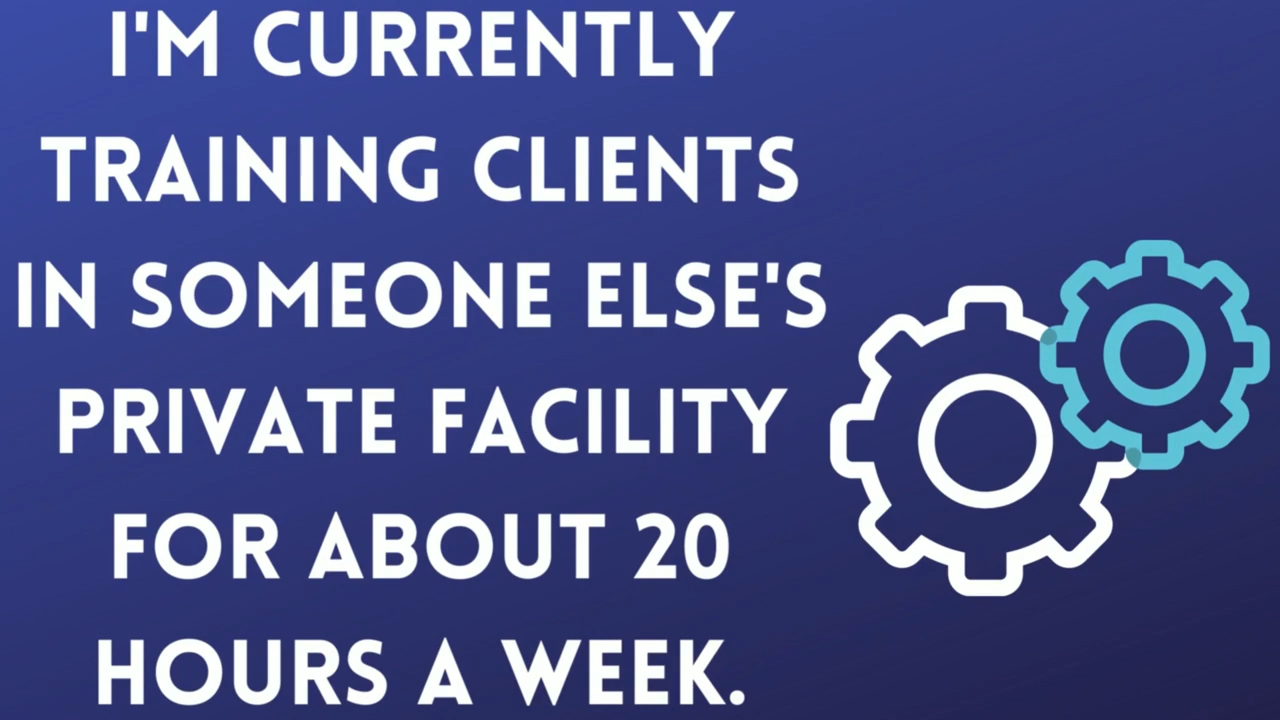 I'M CURRENTLY
TRAINING CLIENTS
IN SOMEONE ELSE'S
PRIVATE FACILITY
FOR ABOUT 20
HOURS A WEEK.